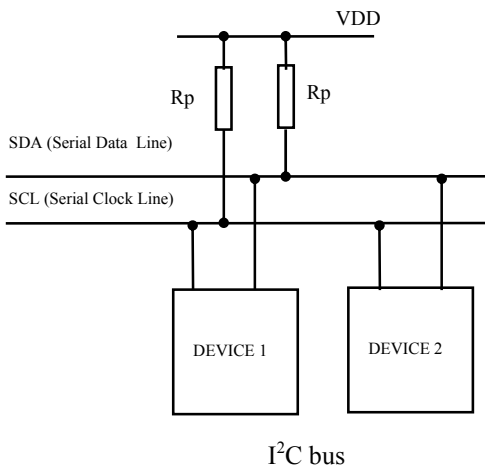 VDD
Rp
Rp
SDA (Serial Data Line)
SCL (Serial Clock Line)
DEVICE 1
DEVICE 2
I²C bus